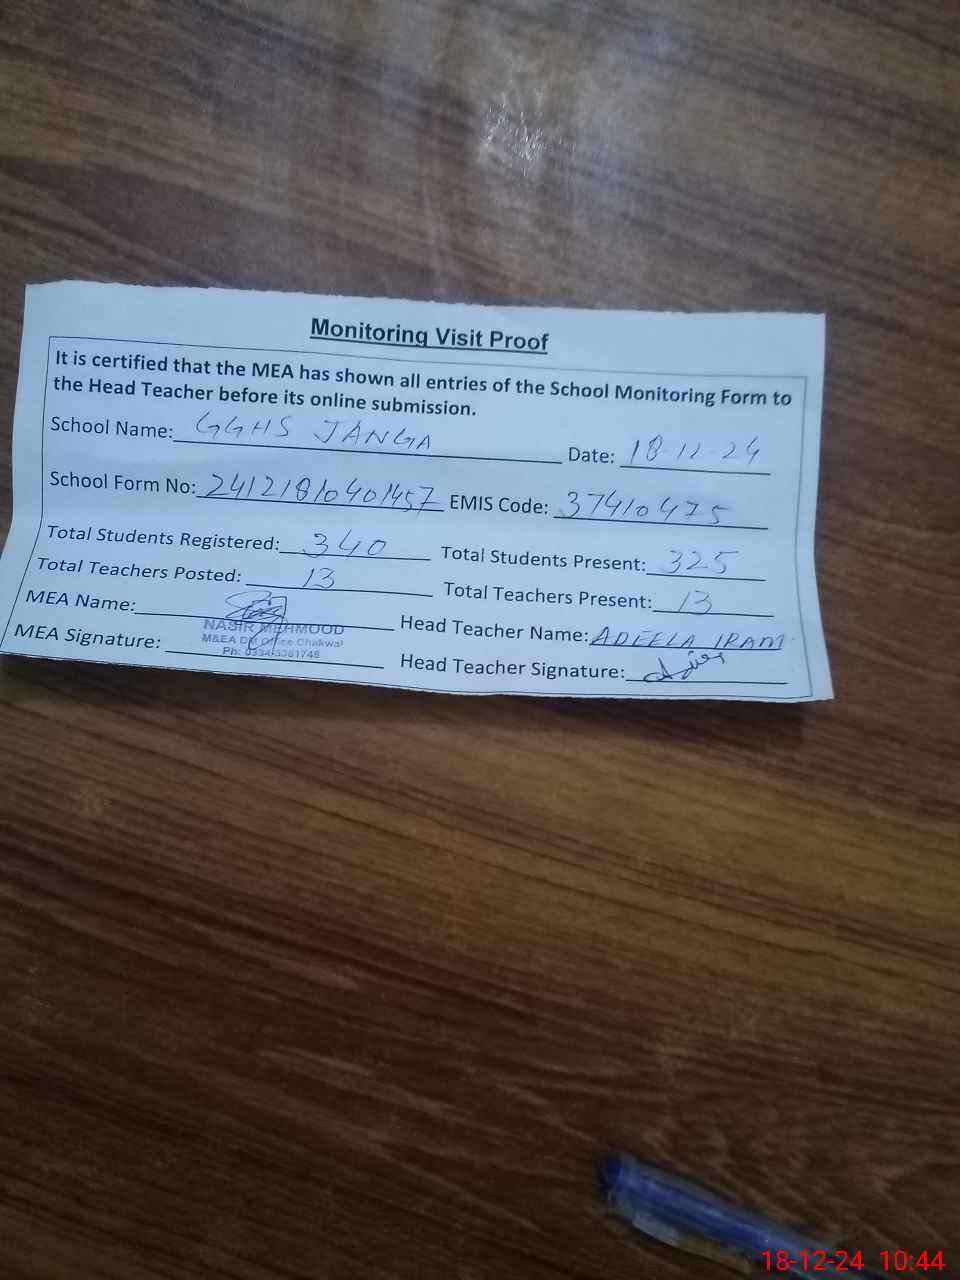 Monitoring Visit Proof
It is certified that the MEA has shown all entries of the School Monitoring Form to
the Head Teacher before its online submission.
School Name: GGHS JANGA Date: 18-12-24
School Form No: 24121810401457 EMIS Code: 37410475
Total Students Registered: 340 Total Students Present: 325
Total Teachers Posted: 13 Total Teachers Present: 13
MEA Name: Head Teacher Name: ADEELA IRAM
NASIR MEHMOOD
M&EA DM Office Chakwal
Ph: 0334-
MEA Signature: Head Teacher Signature:
18-12-24 10:44